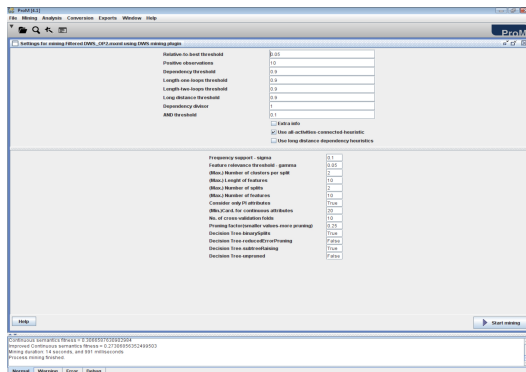 ProM [4.2]
File Mining Analysis Conversion Exports Window Help
ProM
Settings for mining Filtered DWS_OP2.mxml using DWS mining plugin
Relative-to-best threshold 0.05
Positive observations 10
Dependency threshold 0.9
Length-one-loops threshold 0.9
Length-two-loops threshold 0.9
Long distance threshold 0.9
Dependency divisor 1
AND threshold 0.1
Extra info
Use all-activities-connected-heuristic
Use long distance dependency heuristics
Frequency support - sigma 0.1
Feature relevance threshold - gamma 0.05
(Max.) Number of clusters per split 2
(Max.) Lenght of features 10
(Max.) Number of splits 2
(Max.) Number of features 10
Consider only PI attributes True
(Min.)Card. for continuous attributes 20
No. of cross-validation folds 10
Pruning factor(smaller values-more pruning) 0.25
Decision Tree-binarySplits True
Decision Tree-reducedErrorPruning False
Decision Tree-subtreeRaising True
Decision Tree-unpruned False
Help
Start mining
Continuous semantics fitness =
Improved Continuous semantics fitness =
Mining duration: 14 seconds, and 691 milliseconds.
Process mining finished.
Normal Warning Error Debug